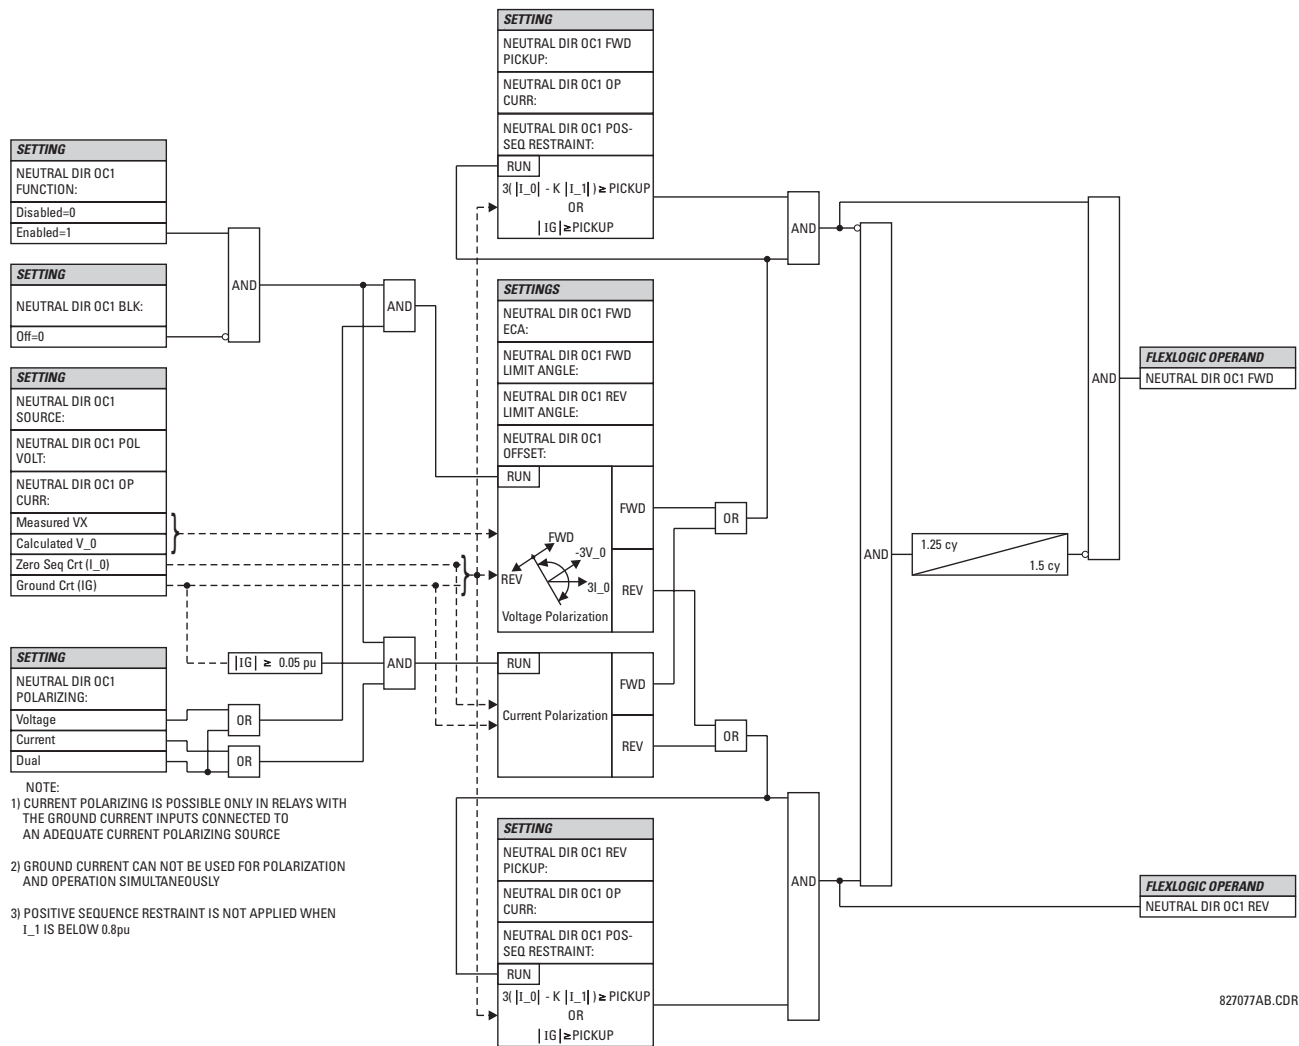 SETTING
NEUTRAL DIR OC1 FWD
PICKUP:
NEUTRAL DIR OC1 OP
CURR:
NEUTRAL DIR OC1 POS-
SEQ RESTRAINT:
RUN
3( |I_0| - K |I_1| ) ≥ PICKUP
OR
| IG | ≥ PICKUP
SETTING
NEUTRAL DIR OC1
FUNCTION:
Disabled=0
Enabled=1
SETTING
NEUTRAL DIR OC1 BLK:
Off=0
AND
AND
SETTING
NEUTRAL DIR OC1
SOURCE:
NEUTRAL DIR OC1 POL
VOLT:
NEUTRAL DIR OC1 OP
CURR:
Measured VX
Calculated V_0
Zero Seq Crt (I_0)
Ground Crt (IG)
SETTING
NEUTRAL DIR OC1
POLARIZING:
Voltage
Current
Dual
OR
OR
|IG| ≥ 0.05 pu
AND
SETTINGS
NEUTRAL DIR OC1 FWD
ECA:
NEUTRAL DIR OC1 FWD
LIMIT ANGLE:
NEUTRAL DIR OC1 REV
LIMIT ANGLE:
NEUTRAL DIR OC1
OFFSET:
RUN
FWD
REV
FWD
-3V_0
REV
3I_0
Voltage Polarization
RUN
FWD
Current Polarization
REV
OR
OR
SETTING
NEUTRAL DIR OC1 REV
PICKUP:
NEUTRAL DIR OC1 OP
CURR:
NEUTRAL DIR OC1 POS-
SEQ RESTRAINT:
RUN
3( |I_0| - K |I_1| ) ≥ PICKUP
OR
| IG | ≥ PICKUP
AND
AND
AND
1.25 cy
1.5 cy
AND
FLEXLOGIC OPERAND
NEUTRAL DIR OC1 FWD
FLEXLOGIC OPERAND
NEUTRAL DIR OC1 REV
NOTE:
1) CURRENT POLARIZING IS POSSIBLE ONLY IN RELAYS WITH
THE GROUND CURRENT INPUTS CONNECTED TO
AN ADEQUATE CURRENT POLARIZING SOURCE
2) GROUND CURRENT CAN NOT BE USED FOR POLARIZATION
AND OPERATION SIMULTANEOUSLY
3) POSITIVE SEQUENCE RESTRAINT IS NOT APPLIED WHEN
I_1 IS BELOW 0.8pu
827077AB.CDR